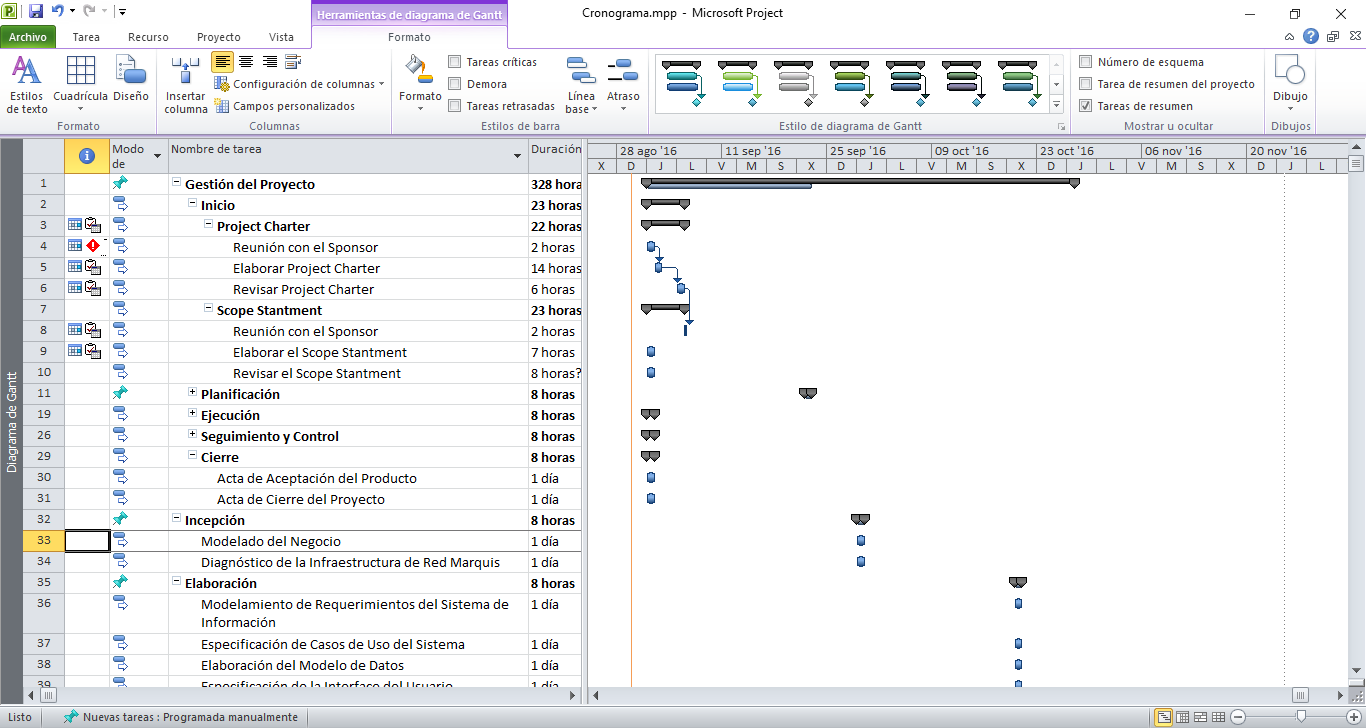 Herramientas de diagrama de Gantt
Cronograma.mpp - Microsoft Project
Archivo Tarea Recurso Proyecto Vista Formato
Estilos de texto
Cuadrícula
Diseño
Formato
Insertar columna
Configuración de columnas
Campos personalizados
Columnas
Formato
Tareas críticas
Demora
Tareas retrasadas
Línea base
Atraso
Estilos de barra
Estilo de diagrama de Gantt
Número de esquema
Tarea de resumen del proyecto
Tareas de resumen
Mostrar u ocultar
Dibujo
Dibujos
Modo de
Nombre de tarea
Duración
28 ago '16 11 sep '16 25 sep '16 09 oct '16 23 oct '16 06 nov '16 20 nov '16
X D J L V M S X D J L V M S X D J L V M S X D J L
1 Gestión del Proyecto 328 hora
2 Inicio 23 horas
3 Project Charter 22 horas
4 Reunión con el Sponsor 2 horas
5 Elaborar Project Charter 14 horas
6 Revisar Project Charter 6 horas
7 Scope Stantment 23 horas
8 Reunión con el Sponsor 2 horas
9 Elaborar el Scope Stantment 7 horas
10 Revisar el Scope Stantment 8 horas?
11 Planificación 8 horas
19 Ejecución 8 horas
26 Seguimiento y Control 8 horas
29 Cierre 8 horas
30 Acta de Aceptación del Producto 1 día
31 Acta de Cierre del Proyecto 1 día
32 Incepción 8 horas
33 Modelado del Negocio 1 día
34 Diagnóstico de la Infraestructura de Red Marquis 1 día
35 Elaboración 8 horas
36 Modelamiento de Requerimientos del Sistema de 1 día
Información
37 Especificación de Casos de Uso del Sistema 1 día
38 Elaboración del Modelo de Datos 1 día
39 Especificación de la Interfaz del Usuario 1 día
Diagrama de Gantt
Listo
Nuevas tareas : Programada manualmente